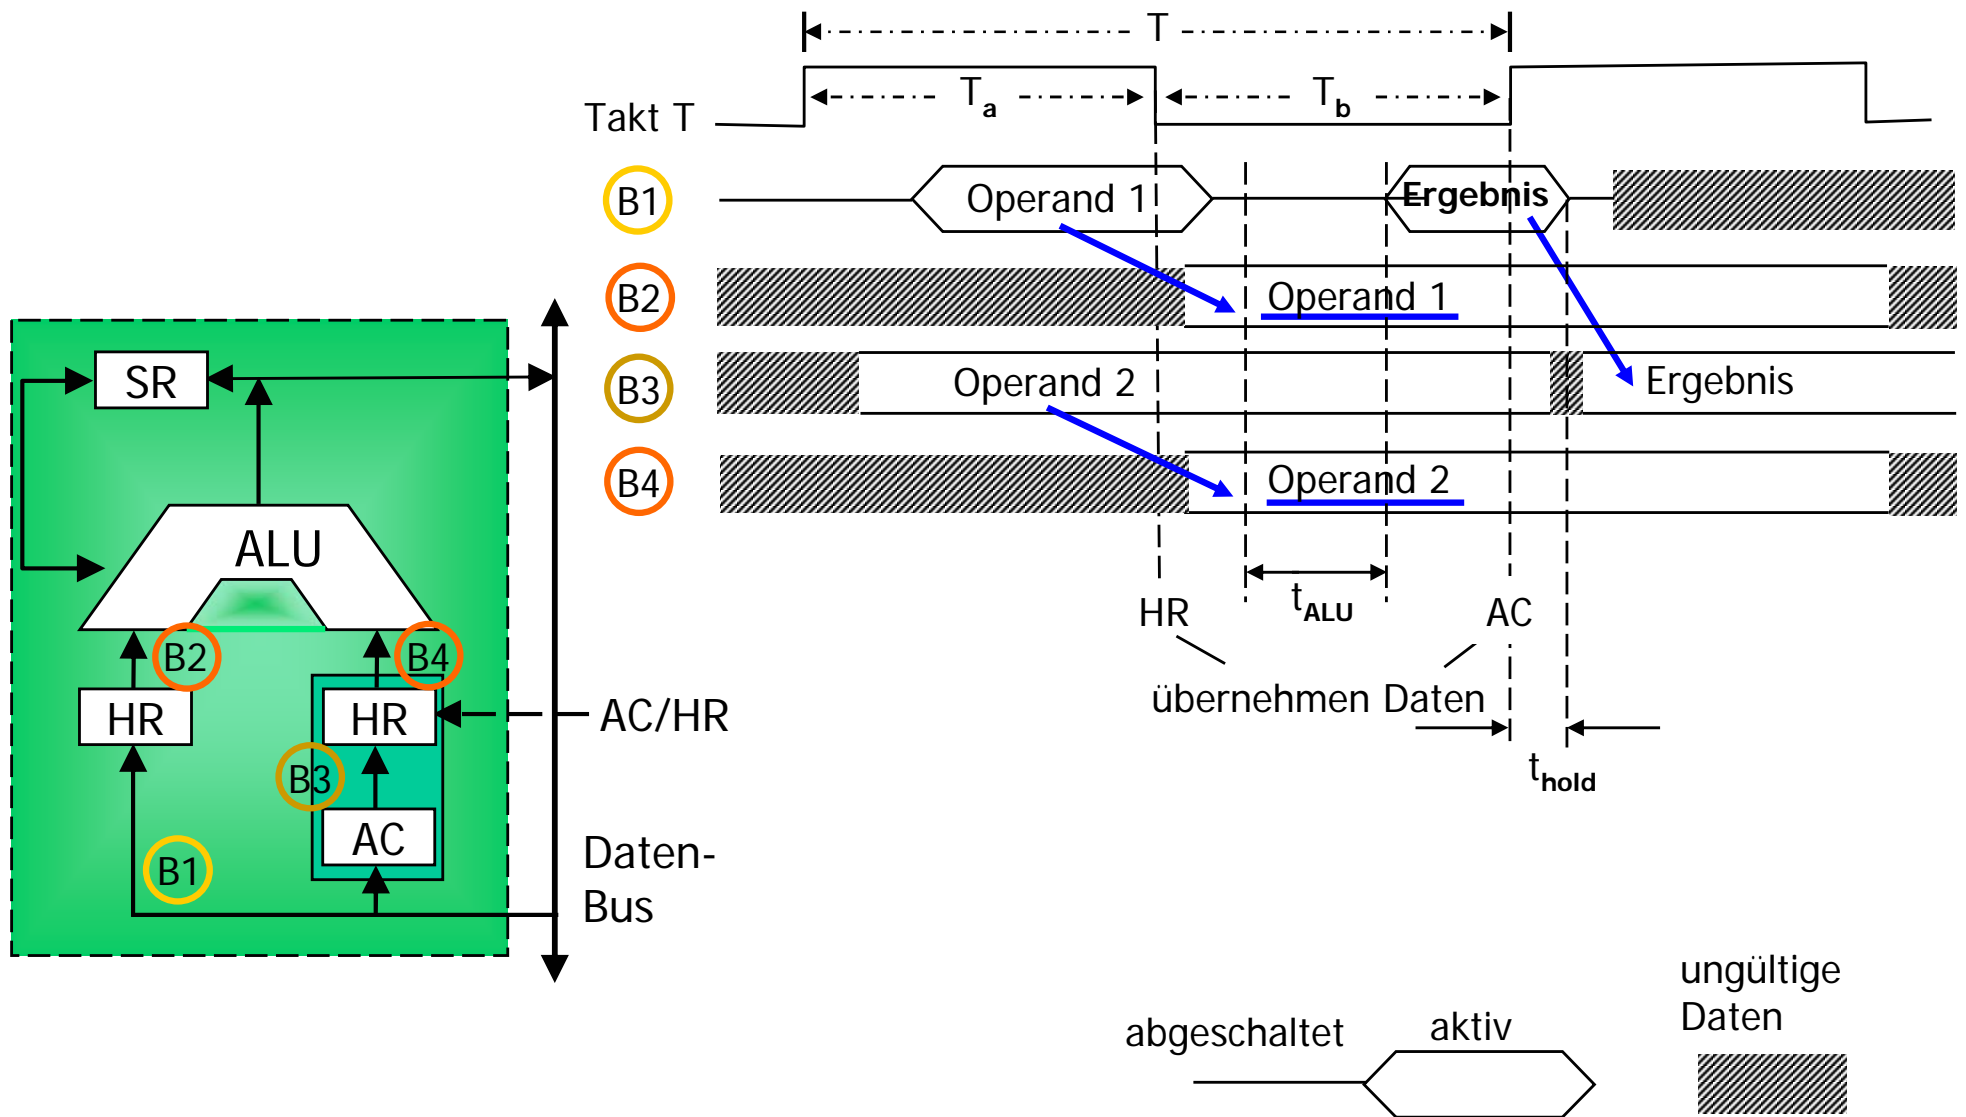 T
Takt T
Ta
Tb
B1
Operand 1
Ergebnis
B2
Operand 1
B3
Operand 2
Ergebnis
B4
Operand 2
HR
tALU
AC
übernehmen Daten
thold
SR
ALU
B2
B4
HR
HR
AC/HR
B3
AC
B1
Daten-
Bus
abgeschaltet
aktiv
ungültige
Daten